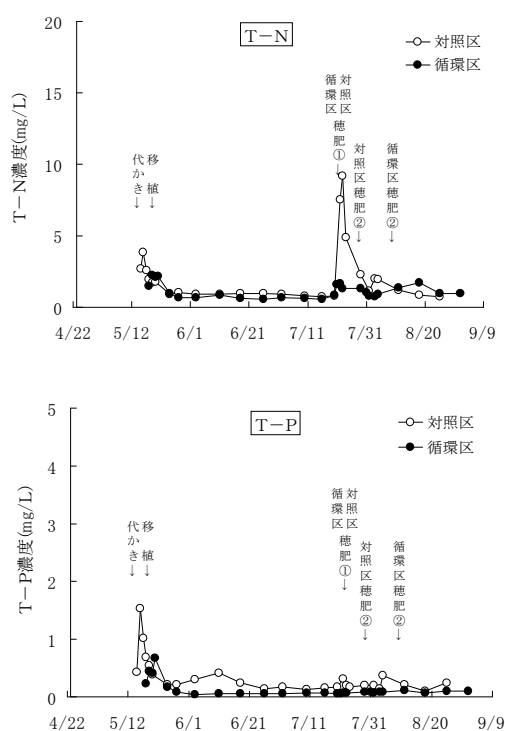 T－N
対照区
循環区
T－N濃度(mg/L)
20
15
10
5
0
代かき↓
移植↓
循環区 対照区 穂肥①↓
対照区穂肥②↓
循環区穂肥②↓
4/22 5/12 6/1 6/21 7/11 7/31 8/20 9/9
T－P
対照区
循環区
T－P濃度(mg/L)
5
4
3
2
1
0
代かき↓
移植↓
循環区 対照区 穂肥①↓
対照区穂肥②↓
循環区穂肥②↓
4/22 5/12 6/1 6/21 7/11 7/31 8/20 9/9